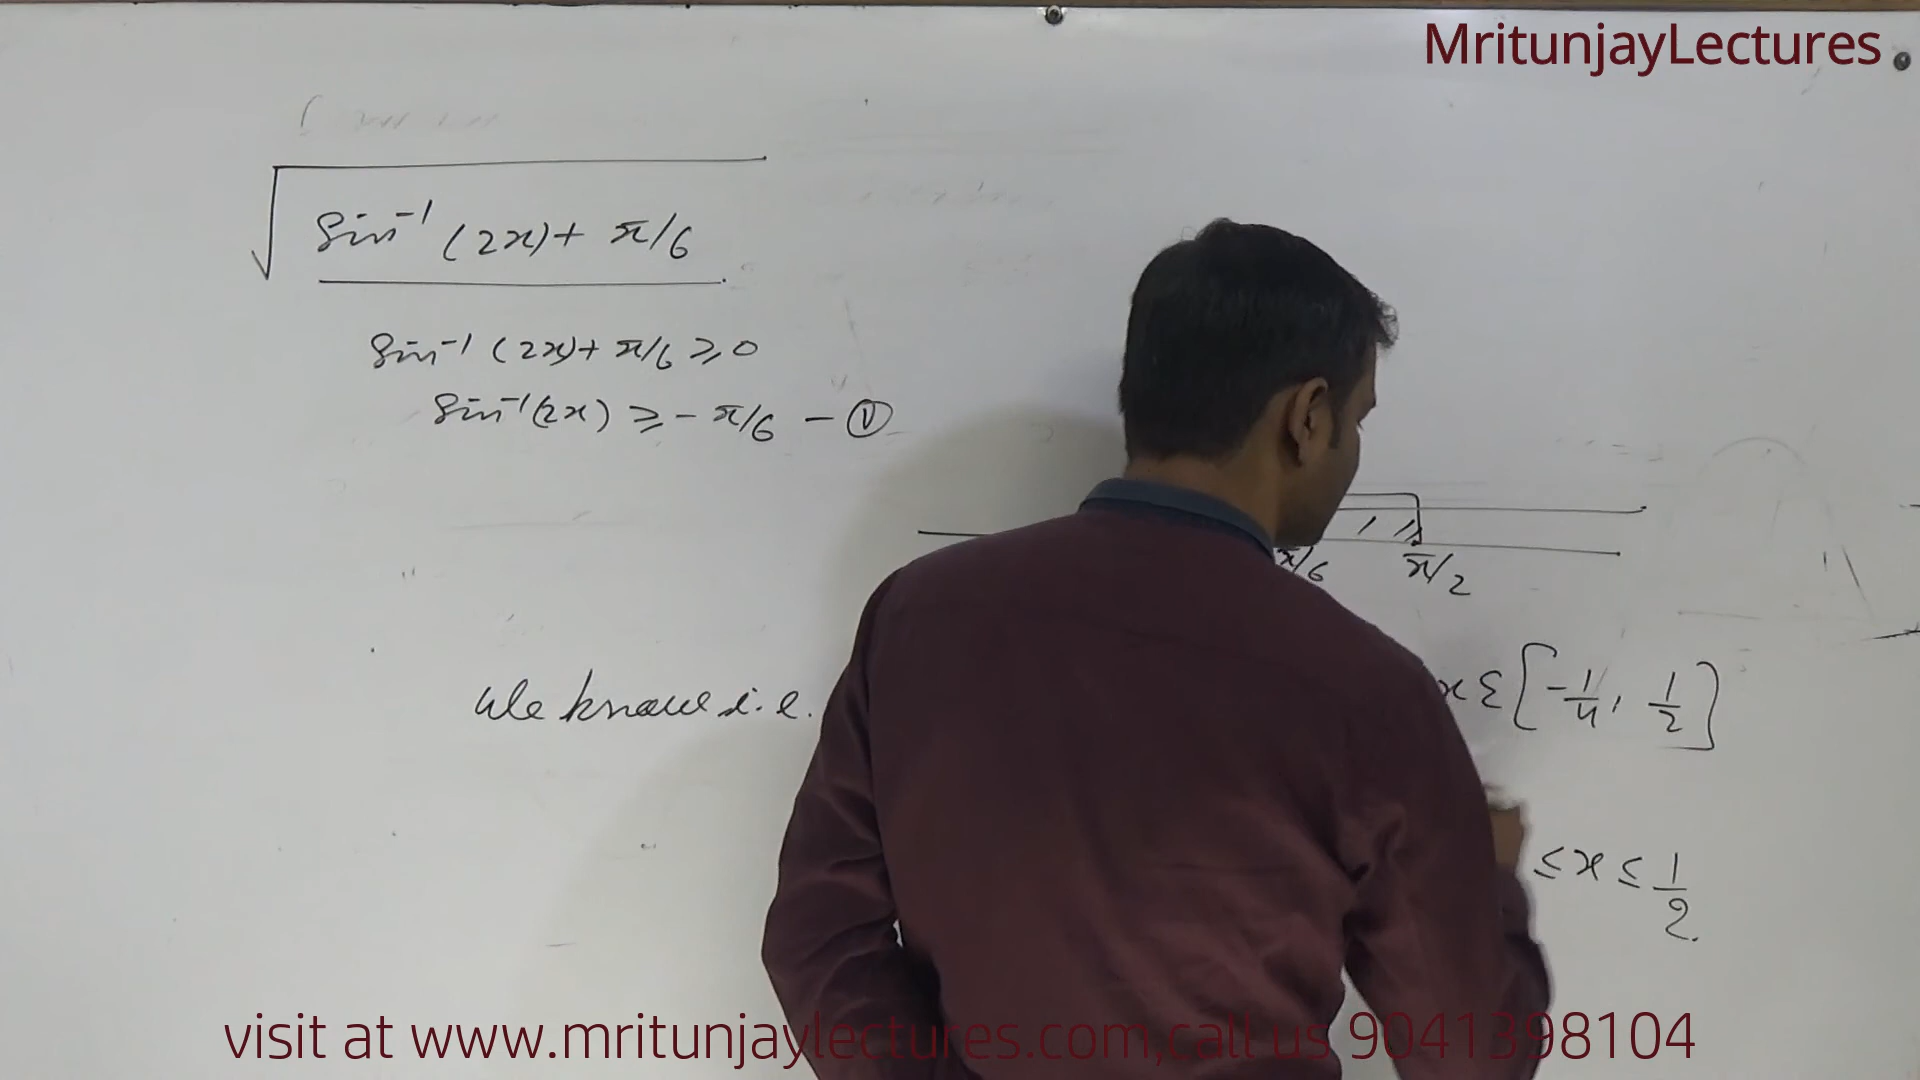 MritunjayLectures
√(sin⁻¹ (2x) + π/6)
sin⁻¹ (2x) + π/6 ≥ 0
sin⁻¹(2x) ≥ - π/6 - ①
π/6 π/2
We know i.e.
x ε [-1/4, 1/2]
≤ x ≤ 1/2.
visit at www.mritunjaylectures.com,call us 9041398104